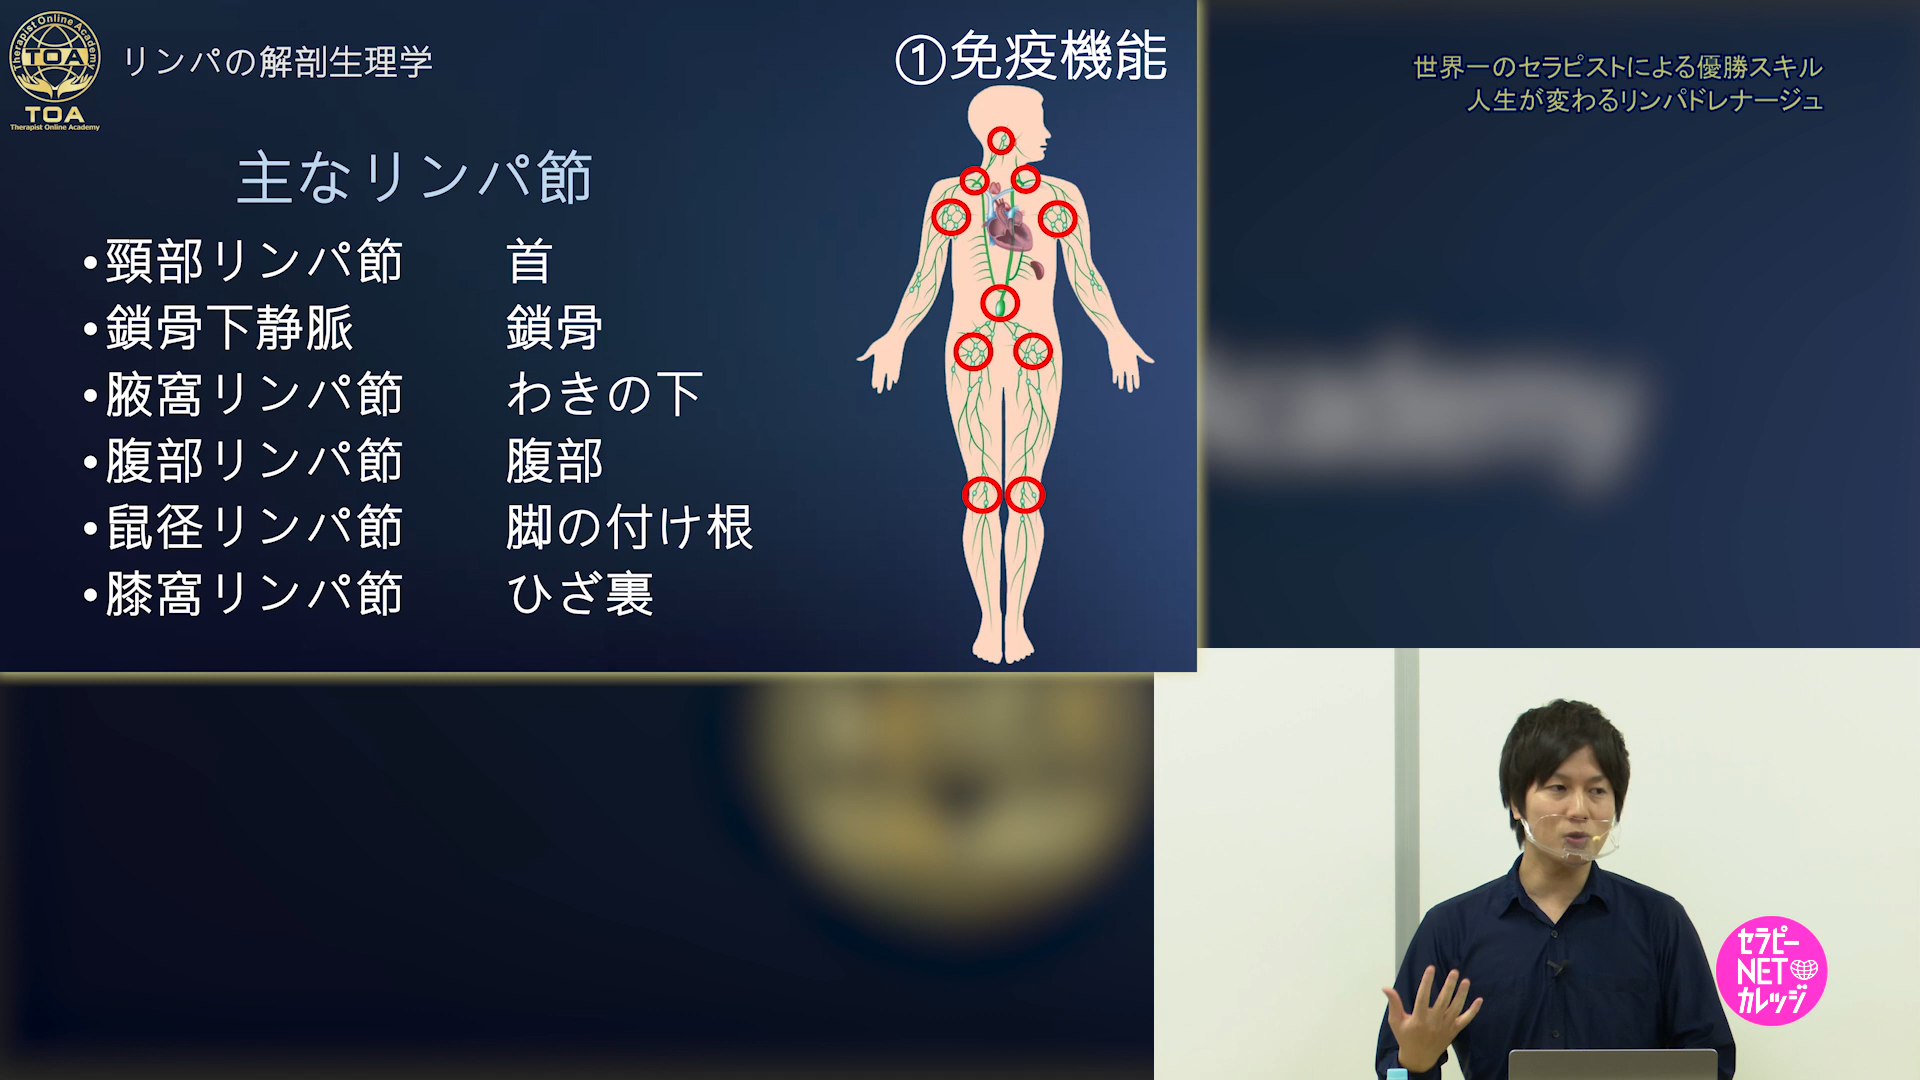 Therapist Online Academy
TOA
TOA
Therapist Online Academy
リンパの解剖生理学
①免疫機能
主なリンパ節
•頸部リンパ節 首
•鎖骨下静脈 鎖骨
•腋窩リンパ節 わきの下
•腹部リンパ節 腹部
•鼠径リンパ節 脚の付け根
•膝窩リンパ節 ひざ裏
世界一のセラピストによる優勝スキル
人生が変わるリンパドレナージュ
Academy
セラピー
NET
カレッジ